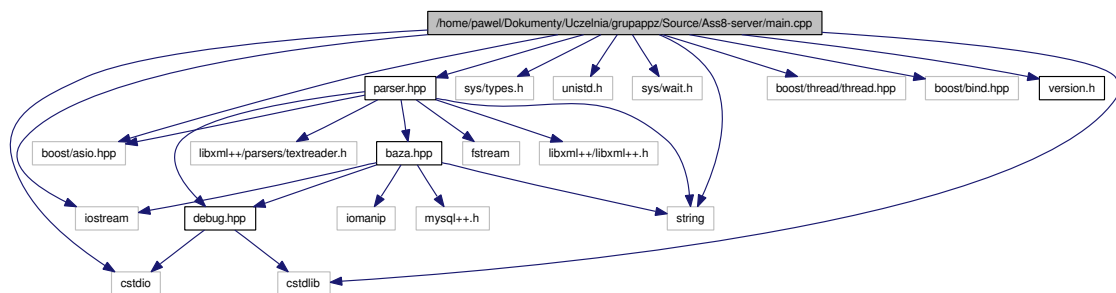 /home/pawel/Dokumenty/Uczelnia/grupappz/Source/Ass8-server/main.cpp
parser.hpp
sys/types.h
unistd.h
sys/wait.h
boost/thread/thread.hpp
boost/bind.hpp
version.h
boost/asio.hpp
libxml++/parsers/textreader.h
baza.hpp
fstream
libxml++/libxml++.h
iostream
debug.hpp
iomanip
mysql++.h
string
cstdio
cstdlib